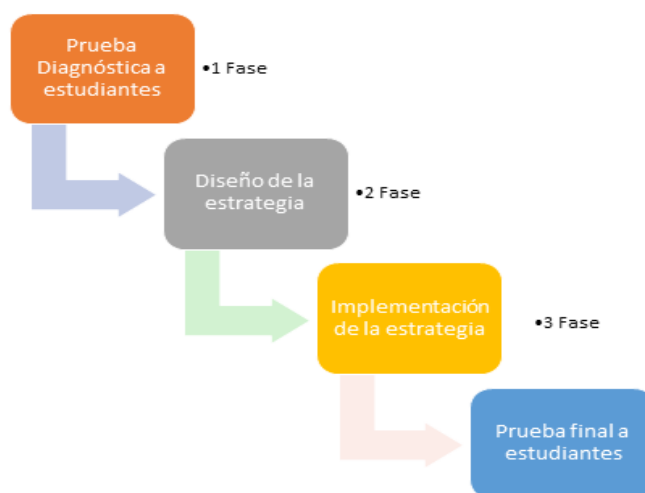 Prueba
Diagnóstica a
estudiantes
•1 Fase
Diseño de la
estrategia
•2 Fase
Implementación
de la estrategia
•3 Fase
Prueba final a
estudiantes